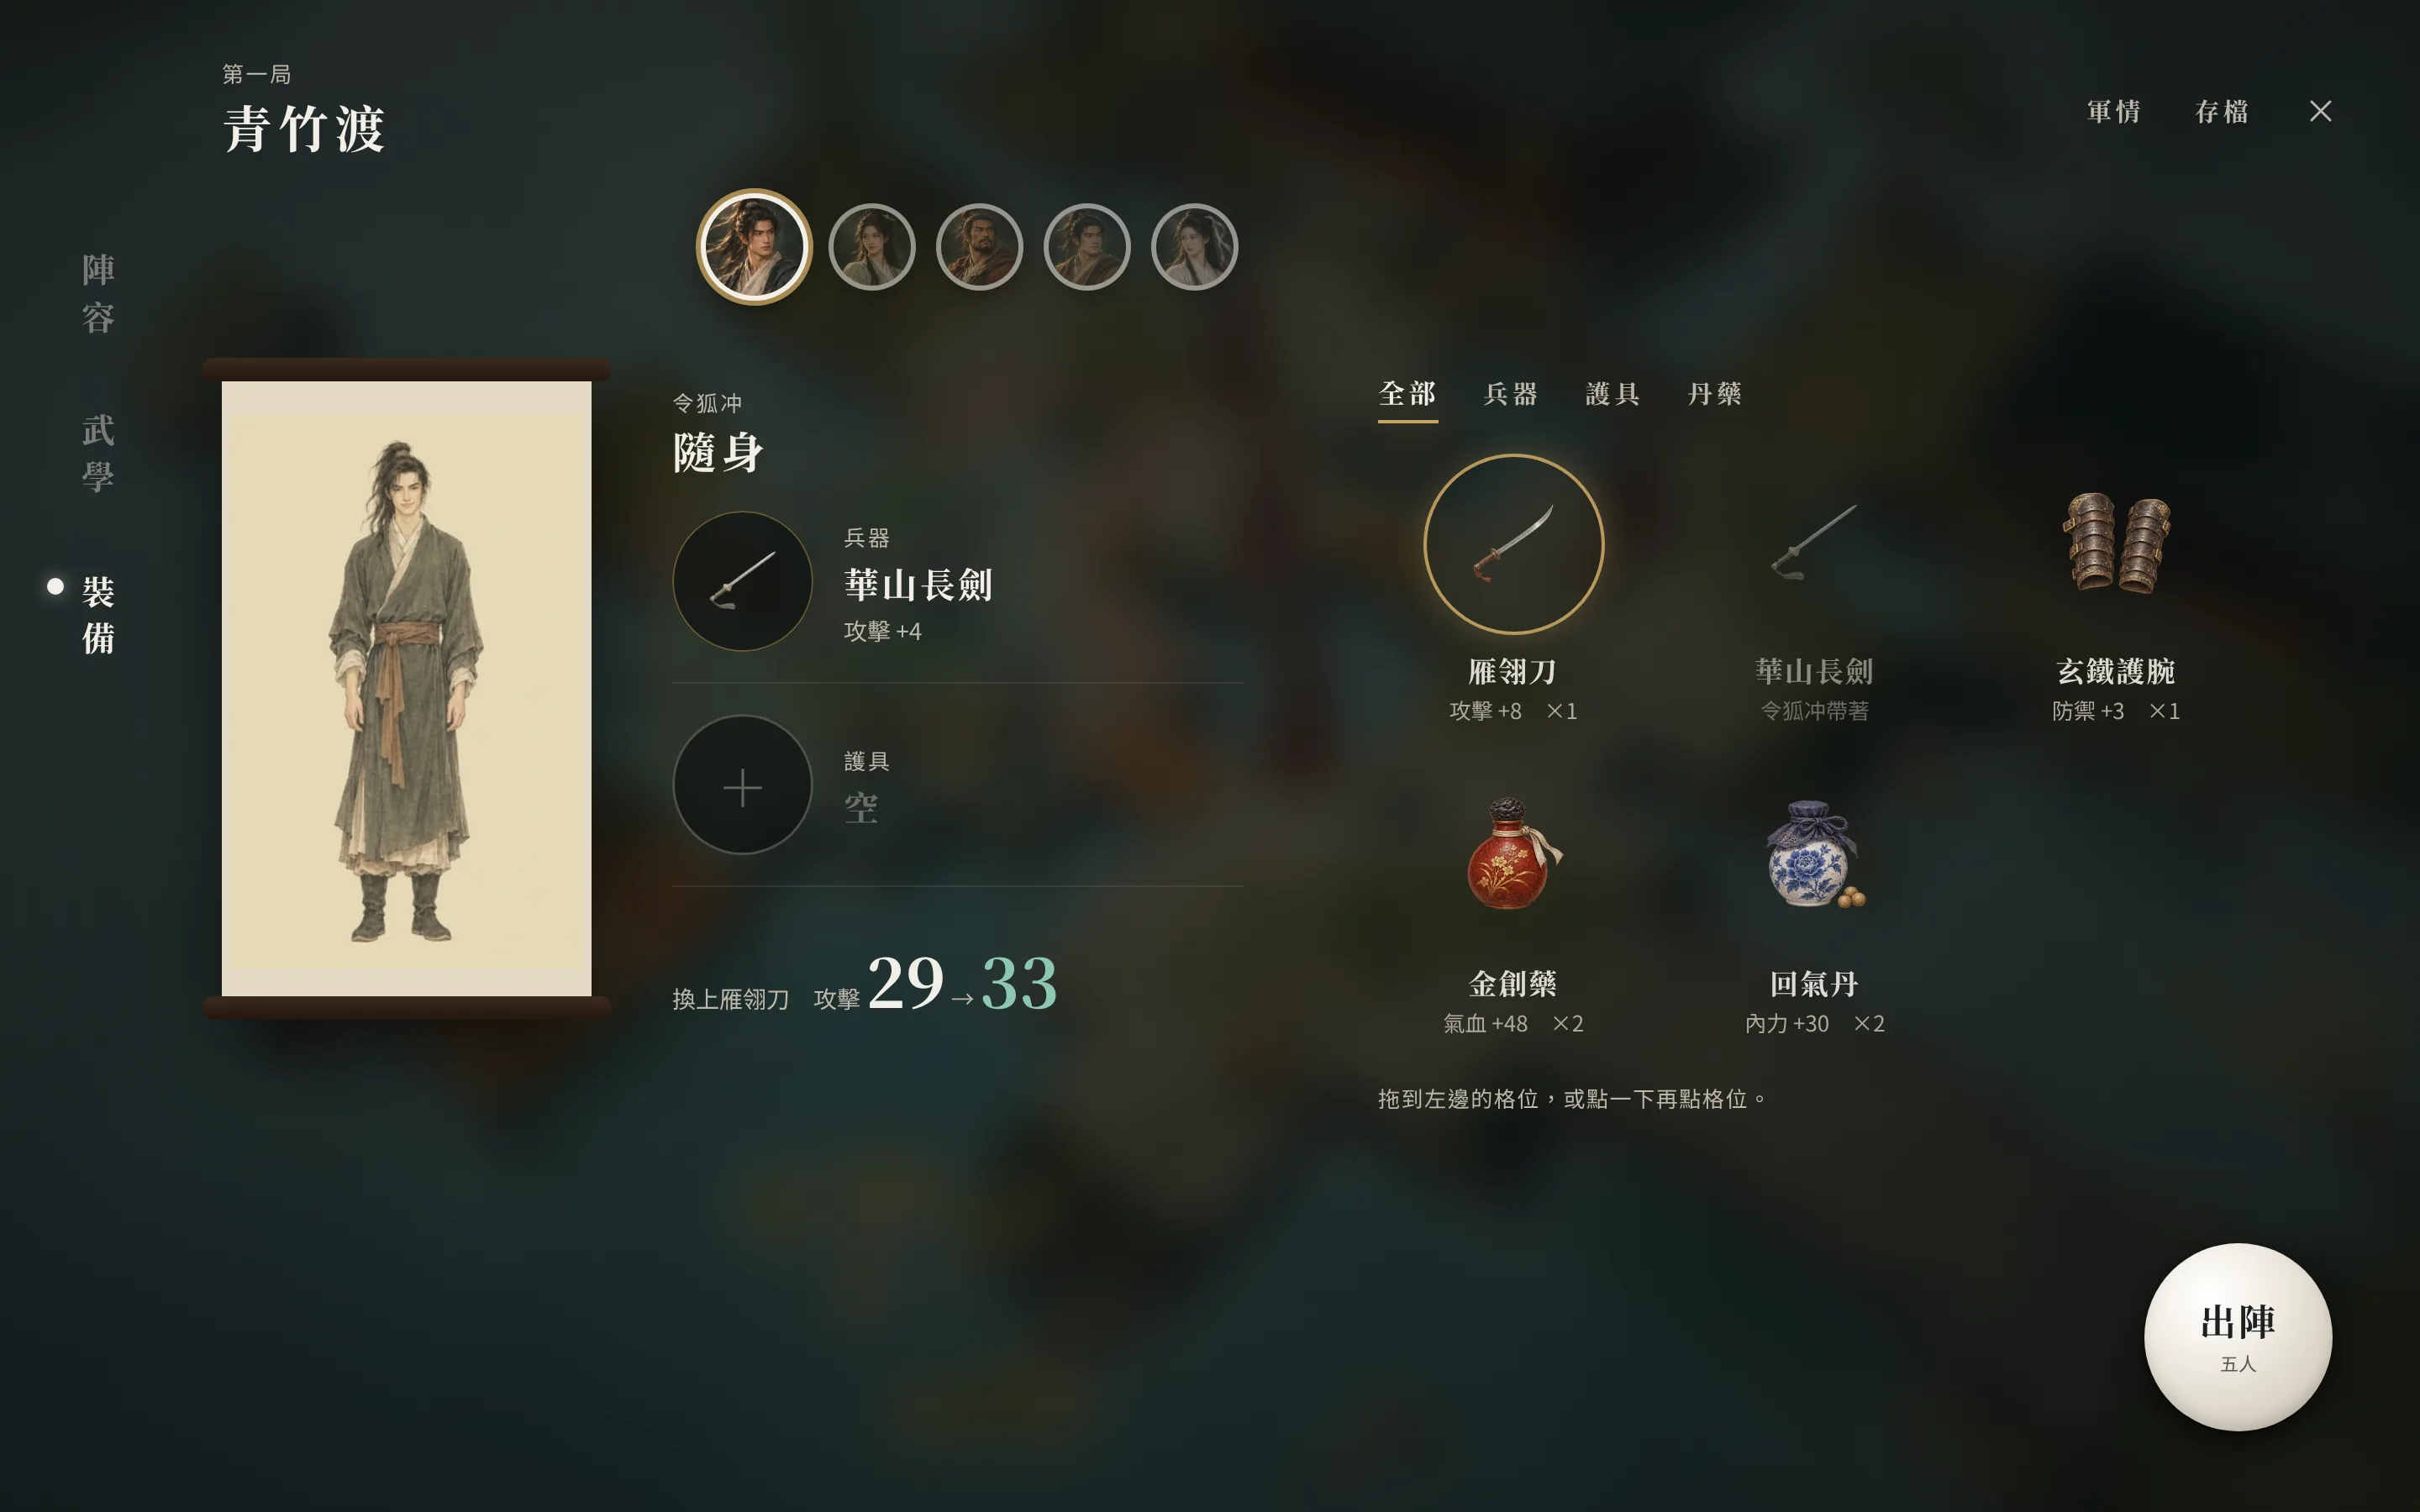 第一局
青竹渡
軍情
存檔
陣容
武學
裝備
令狐冲
隨身
兵器
華山長劍
攻擊 +4
護具
空
換上雁翎刀 攻擊 29→33
全部
兵器
護具
丹藥
雁翎刀
攻擊 +8 ×1
華山長劍
令狐冲帶著
玄鐵護腕
防禦 +3 ×1
金創藥
氣血 +48 ×2
回氣丹
內力 +30 ×2
拖到左邊的格位，或點一下再點格位。
出陣
五人